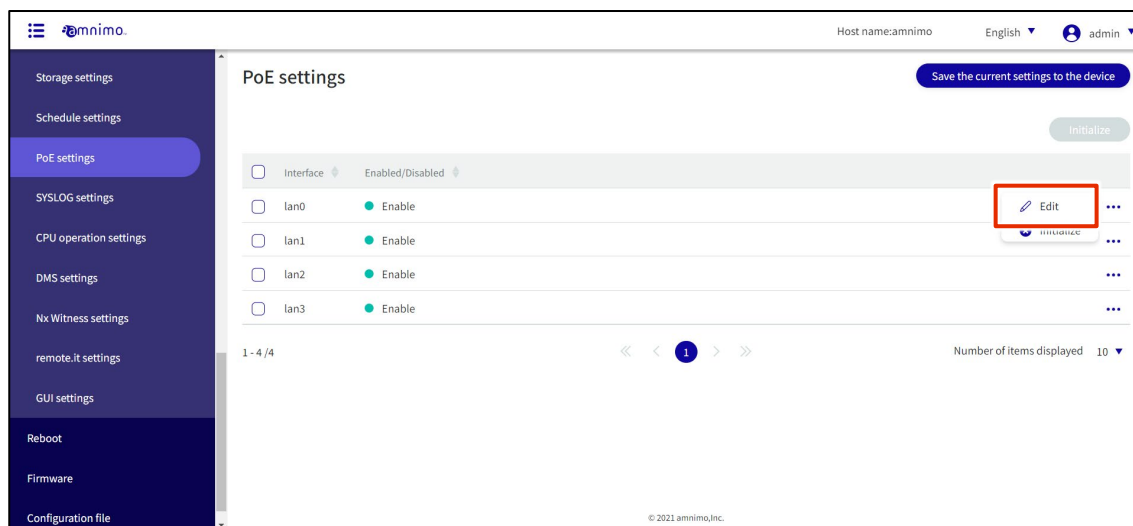 amnimo
Host name:amnimo
English
admin
Storage settings
Schedule settings
PoE settings
SYSLOG settings
CPU operation settings
DMS settings
Nx Witness settings
remote.it settings
GUI settings
Reboot
Firmware
Configuration file
PoE settings
Save the current settings to the device
Initialize
Interface Enabled/Disabled
lan0 Enable
Edit
Initialize
lan1 Enable
lan2 Enable
lan3 Enable
1 - 4 /4
« < 1 > »
Number of items displayed 10
© 2021 amnimo,Inc.